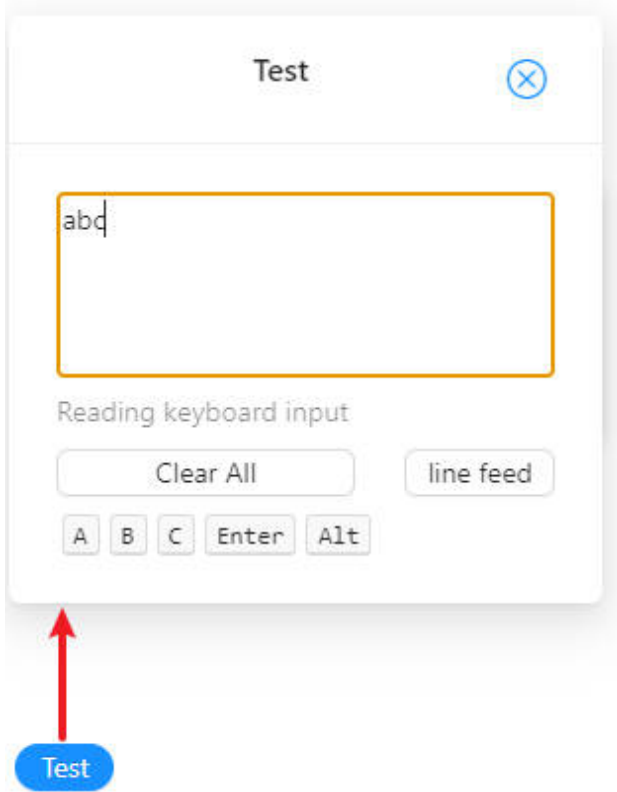 Test
abc
Reading keyboard input
Clear All line feed
A B C Enter Alt
Test